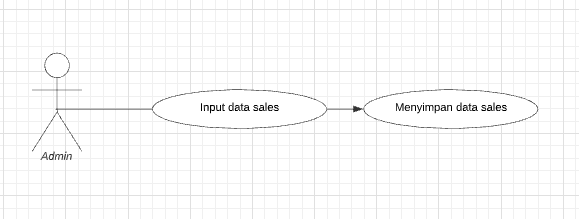 Input data sales
Menyimpan data sales
Admin